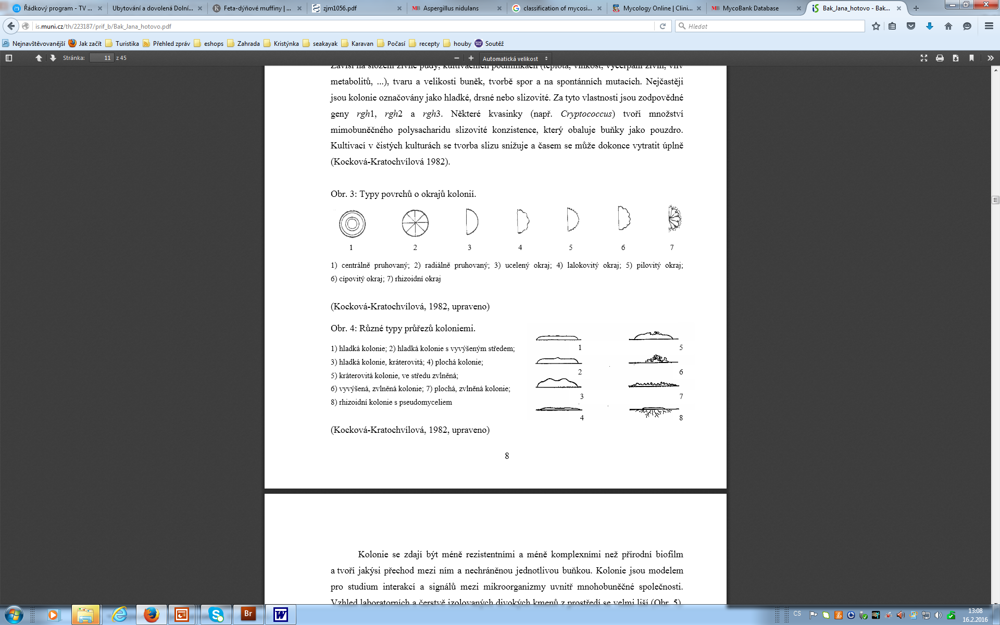 Řádkový program - TV ...
Ubytování a dovolená Dolní...
Feta-dýňové muffiny | ...
zjm1056.pdf
Aspergillus nidulans
classification of mycosi...
Mycology Online | Clini...
MycoBank Database
Bak_Jana_hotovo - Bak...
is.muni.cz/th/223187/prif_b/Bak_Jana_hotovo.pdf
Hledat
Nejnavštěvovanější Jak začít Turistika Přehled zpráv eshops Zahrada Kristýnka seakayak Karavan Počasí recepty houby Soutěž
Stránka: 11 z 45 Automatická velikost
Závisí na složení živné půdy, kultivačních podmínkách (teplota, vlhkost, vyčerpání živin, vliv
metabolitů, ...), tvaru a velikosti buněk, tvorbě spor a na spontánních mutacích. Nejčastěji
jsou kolonie označovány jako hladké, drsné nebo slizovité. Za tyto vlastnosti jsou zodpovědné
geny rgh1, rgh2 a rgh3. Některé kvasinky (např. Cryptococcus) tvoří množství
mimobuněčného polysacharidu slizovité konzistence, který obaluje buňky jako pouzdro.
Kultivací v čistých kulturách se tvorba slizu snižuje a časem se může dokonce vytratit úplně
(Kocková-Kratochvílová 1982).
Obr. 3: Typy povrchů o okrajů kolonií.
1 2 3 4 5 6 7
1) centrálně pruhovaný; 2) radiálně pruhovaný; 3) ucelený okraj; 4) lalokovitý okraj; 5) pilovitý okraj;
6) cípovitý okraj; 7) rhizoidní okraj
(Kocková-Kratochvílová, 1982, upraveno)
Obr. 4: Různé typy průřezů koloniemi.
1) hladká kolonie; 2) hladká kolonie s vyvýšeným středem;
3) hladká kolonie, kráterovitá; 4) plochá kolonie;
5) kráterovitá kolonie, ve středu zvlněná;
6) vyvýšená, zvlněná kolonie; 7) plochá, zvlněná kolonie;
8) rhizoidní kolonie s pseudomyceliem
1 5
2 6
3 7
4 8
(Kocková-Kratochvílová, 1982, upraveno)
8
Kolonie se zdají být méně rezistentními a méně komplexními než přírodní biofilm
a tvoří jakýsi přechod mezi ním a nechráněnou jednotlivou buňkou. Kolonie jsou modelem
pro studium interakcí a signálů mezi mikroorganizmy uvnitř mnohobuněčné společnosti.
Vzhled laboratorních a čerstvě izolovaných divokých kmenů z prostředí se velmi liší (Obr. 5).
Br
CS
13:08
16.2.2016